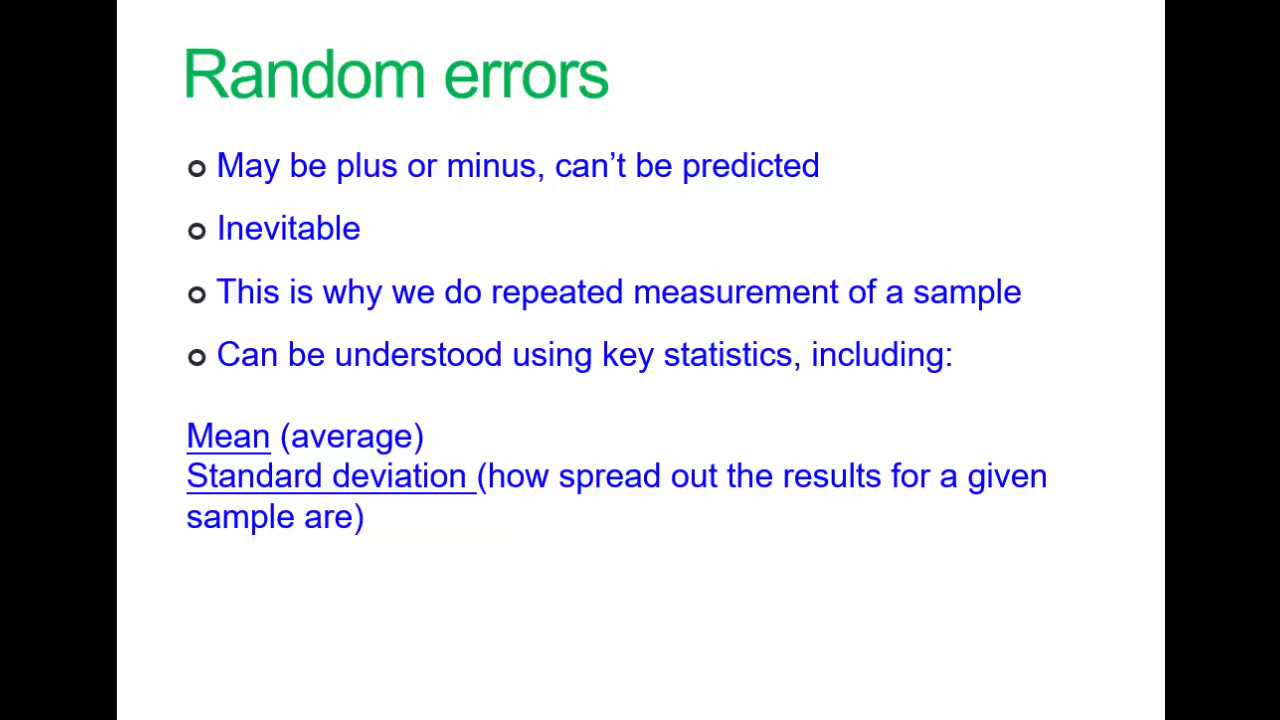 Random errors
May be plus or minus, can’t be predicted
Inevitable
This is why we do repeated measurement of a sample
Can be understood using key statistics, including:
Mean (average)
Standard deviation (how spread out the results for a given
sample are)